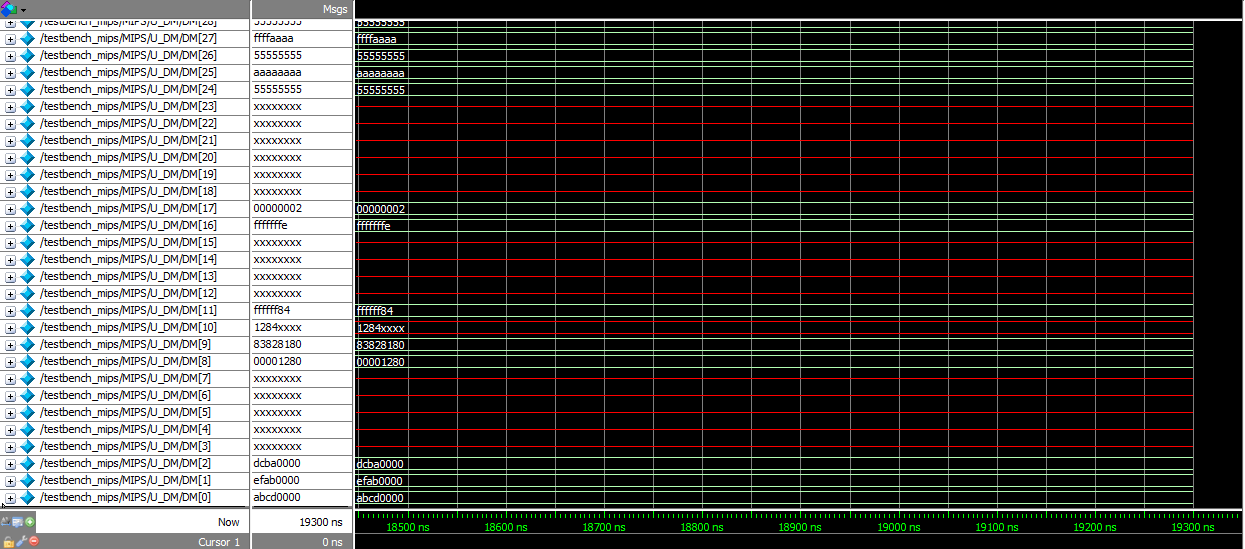 Msgs
/testbench_mips/MIPS/U_DM/DM[28] 55555555 55555555
/testbench_mips/MIPS/U_DM/DM[27] ffffaaaa ffffaaaa
/testbench_mips/MIPS/U_DM/DM[26] 55555555 55555555
/testbench_mips/MIPS/U_DM/DM[25] aaaaaaaa aaaaaaaa
/testbench_mips/MIPS/U_DM/DM[24] 55555555 55555555
/testbench_mips/MIPS/U_DM/DM[23] xxxxxxxx
/testbench_mips/MIPS/U_DM/DM[22] xxxxxxxx
/testbench_mips/MIPS/U_DM/DM[21] xxxxxxxx
/testbench_mips/MIPS/U_DM/DM[20] xxxxxxxx
/testbench_mips/MIPS/U_DM/DM[19] xxxxxxxx
/testbench_mips/MIPS/U_DM/DM[18] xxxxxxxx
/testbench_mips/MIPS/U_DM/DM[17] 00000002 00000002
/testbench_mips/MIPS/U_DM/DM[16] fffffffe fffffffe
/testbench_mips/MIPS/U_DM/DM[15] xxxxxxxx
/testbench_mips/MIPS/U_DM/DM[14] xxxxxxxx
/testbench_mips/MIPS/U_DM/DM[13] xxxxxxxx
/testbench_mips/MIPS/U_DM/DM[12] xxxxxxxx
/testbench_mips/MIPS/U_DM/DM[11] ffffff84 ffffff84
/testbench_mips/MIPS/U_DM/DM[10] 1284xxxx 1284xxxx
/testbench_mips/MIPS/U_DM/DM[9] 83828180 83828180
/testbench_mips/MIPS/U_DM/DM[8] 00001280 00001280
/testbench_mips/MIPS/U_DM/DM[7] xxxxxxxx
/testbench_mips/MIPS/U_DM/DM[6] xxxxxxxx
/testbench_mips/MIPS/U_DM/DM[5] xxxxxxxx
/testbench_mips/MIPS/U_DM/DM[4] xxxxxxxx
/testbench_mips/MIPS/U_DM/DM[3] xxxxxxxx
/testbench_mips/MIPS/U_DM/DM[2] dcba0000 dcba0000
/testbench_mips/MIPS/U_DM/DM[1] efab0000 efab0000
/testbench_mips/MIPS/U_DM/DM[0] abcd0000 abcd0000
Now 19300 ns
18500 ns 18600 ns 18700 ns 18800 ns 18900 ns 19000 ns 19100 ns 19200 ns 19300 ns
Cursor 1 0 ns